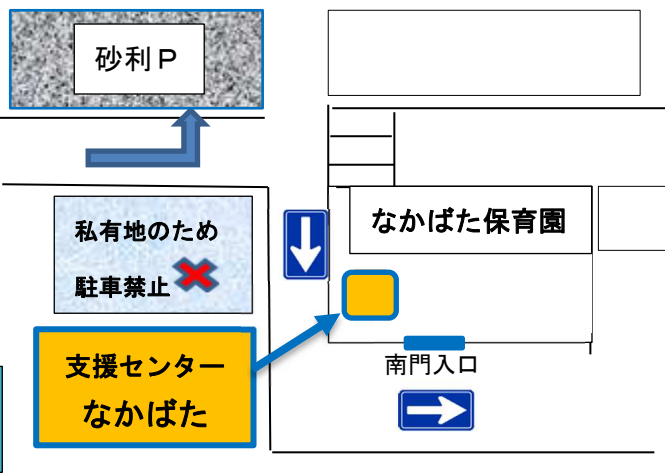 砂利Ｐ
私有地のため
駐車禁止
なかばた保育園
支援センター
なかばた
南門入口